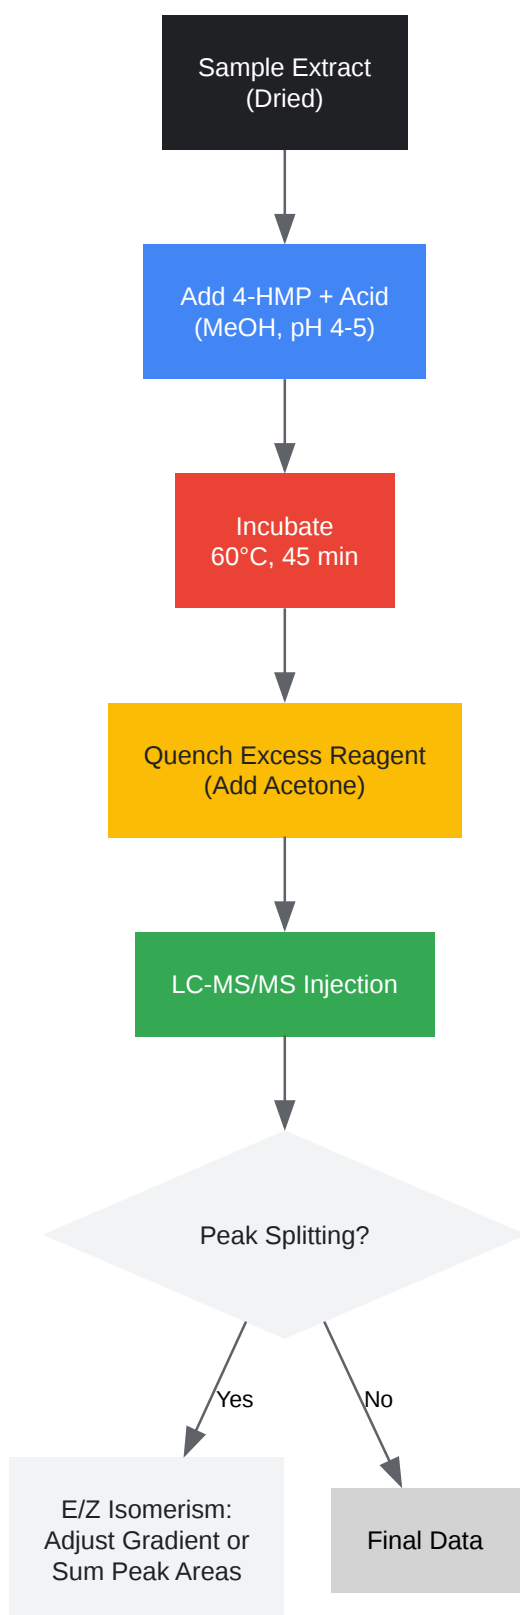 Sample Extract
(Dried)
Add 4-HMP + Acid
(MeOH, pH 4-5)
Incubate
60°C, 45 min
Quench Excess Reagent
(Add Acetone)
LC-MS/MS Injection
Peak Splitting?
Yes
No
E/Z Isomerism:
Adjust Gradient or
Sum Peak Areas
Final Data